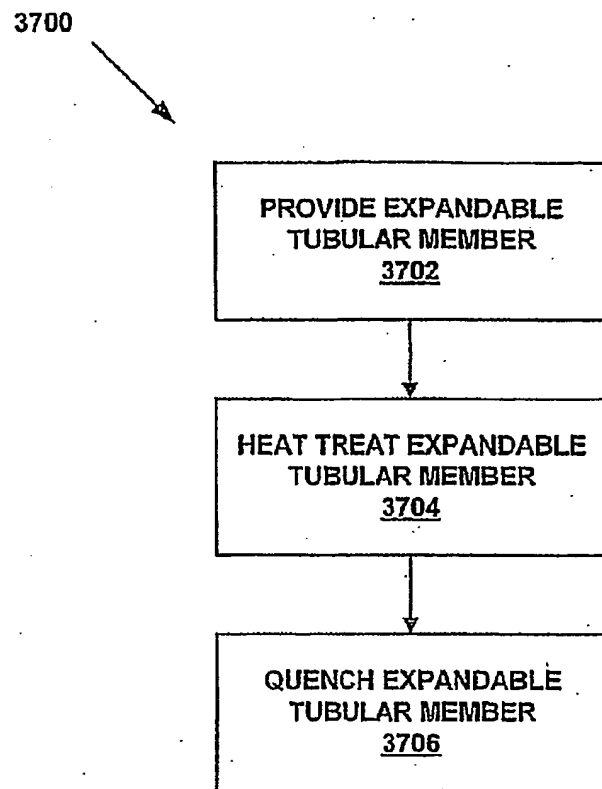 3700
PROVIDE EXPANDABLE
TUBULAR MEMBER
3702
HEAT TREAT EXPANDABLE
TUBULAR MEMBER
3704
QUENCH EXPANDABLE
TUBULAR MEMBER
3706